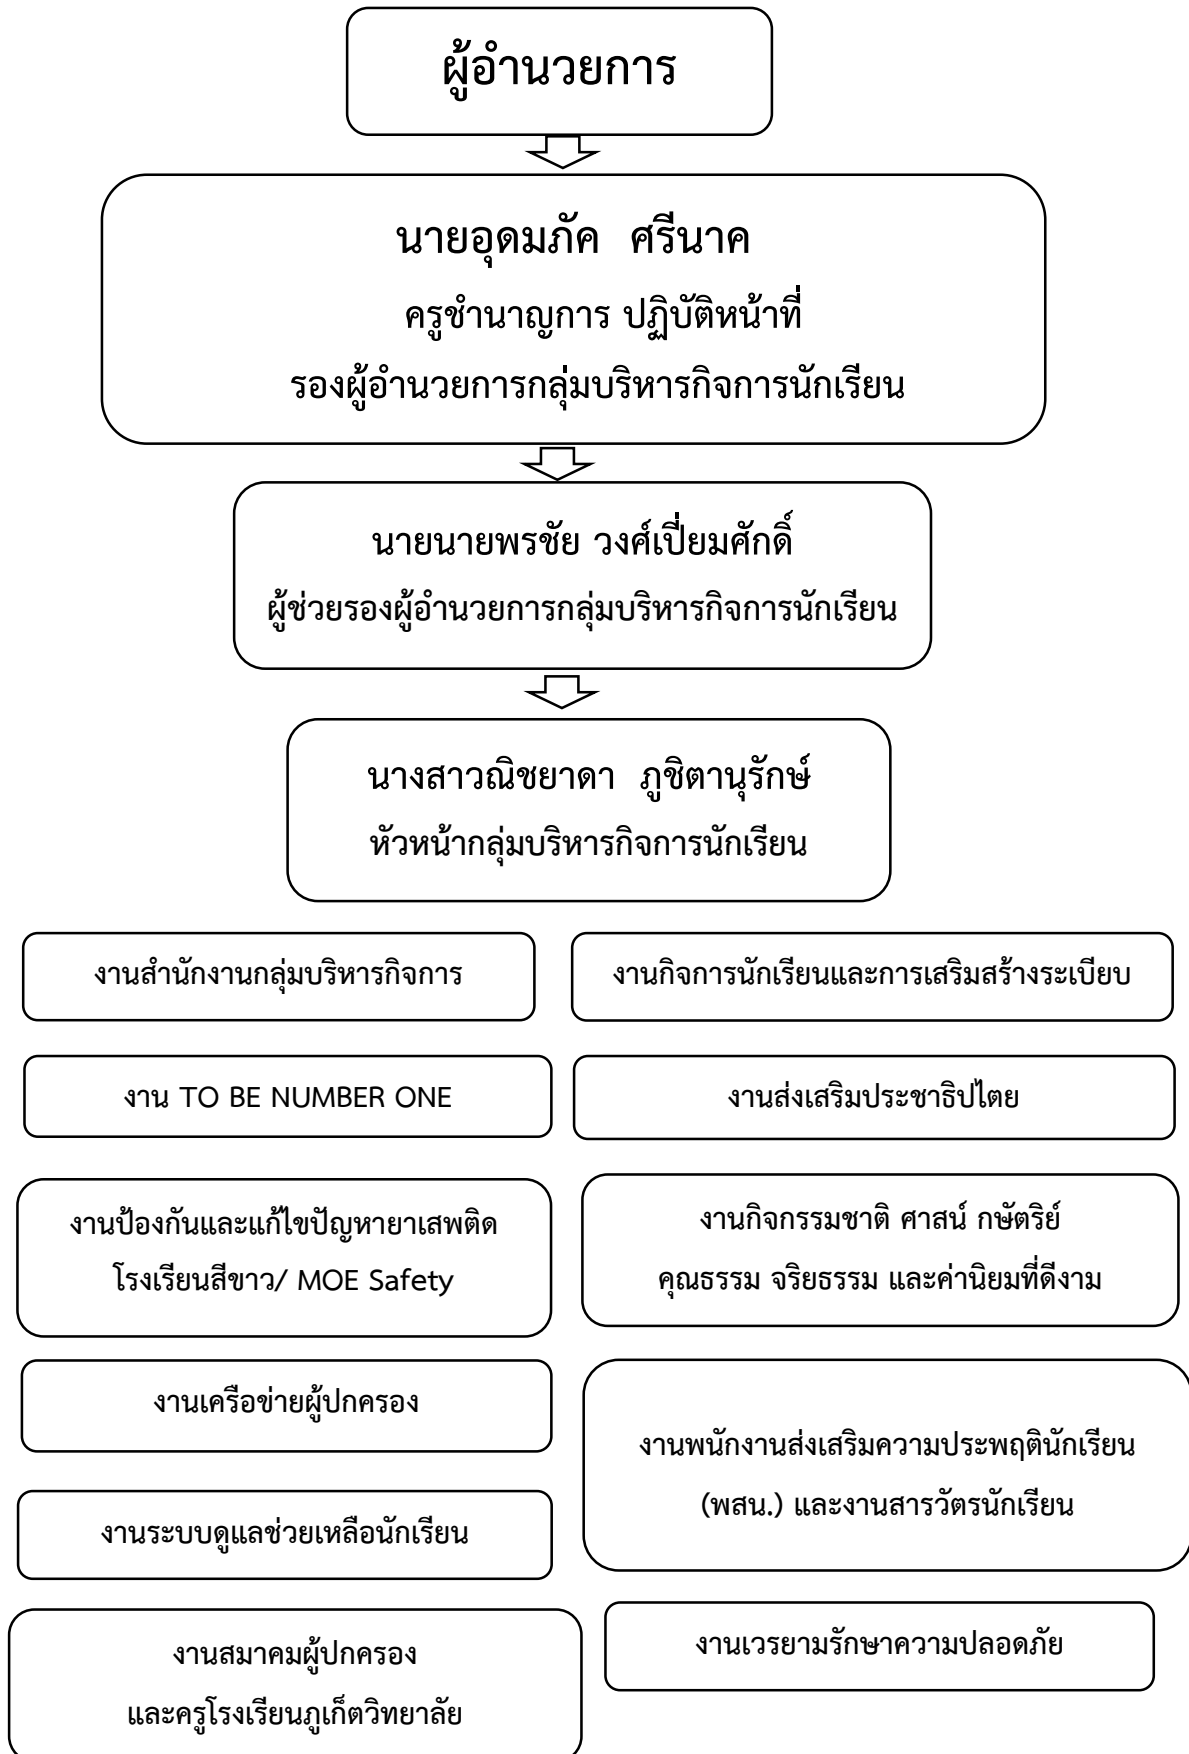 ผู้อำนวยการ
นายอุดมภัค ศรีนาค
ครูชำนาญการ ปฏิบัติหน้าที่
รองผู้อำนวยการกลุ่มบริหารกิจการนักเรียน
นายนายพรชัย วงศ์เปี่ยมศักดิ์
ผู้ช่วยรองผู้อำนวยการกลุ่มบริหารกิจการนักเรียน
นางสาวณิชยาดา ภูชิตานุรักษ์
หัวหน้ากลุ่มบริหารกิจการนักเรียน
งานสำนักงานกลุ่มบริหารกิจการ
งานกิจการนักเรียนและการเสริมสร้างระเบียบ
งาน TO BE NUMBER ONE
งานส่งเสริมประชาธิปไตย
งานป้องกันและแก้ไขปัญหายาเสพติด
โรงเรียนสีขาว/ MOE Safety
งานกิจกรรมชาติ ศาสน์ กษัตริย์
คุณธรรม จริยธรรม และค่านิยมที่ดีงาม
งานเครือข่ายผู้ปกครอง
งานพนักงานส่งเสริมความประพฤตินักเรียน
(พสน.) และงานสารวัตรนักเรียน
งานระบบดูแลช่วยเหลือนักเรียน
งานสมาคมผู้ปกครอง
และครูโรงเรียนภูเก็ตวิทยาลัย
งานเวรยามรักษาความปลอดภัย